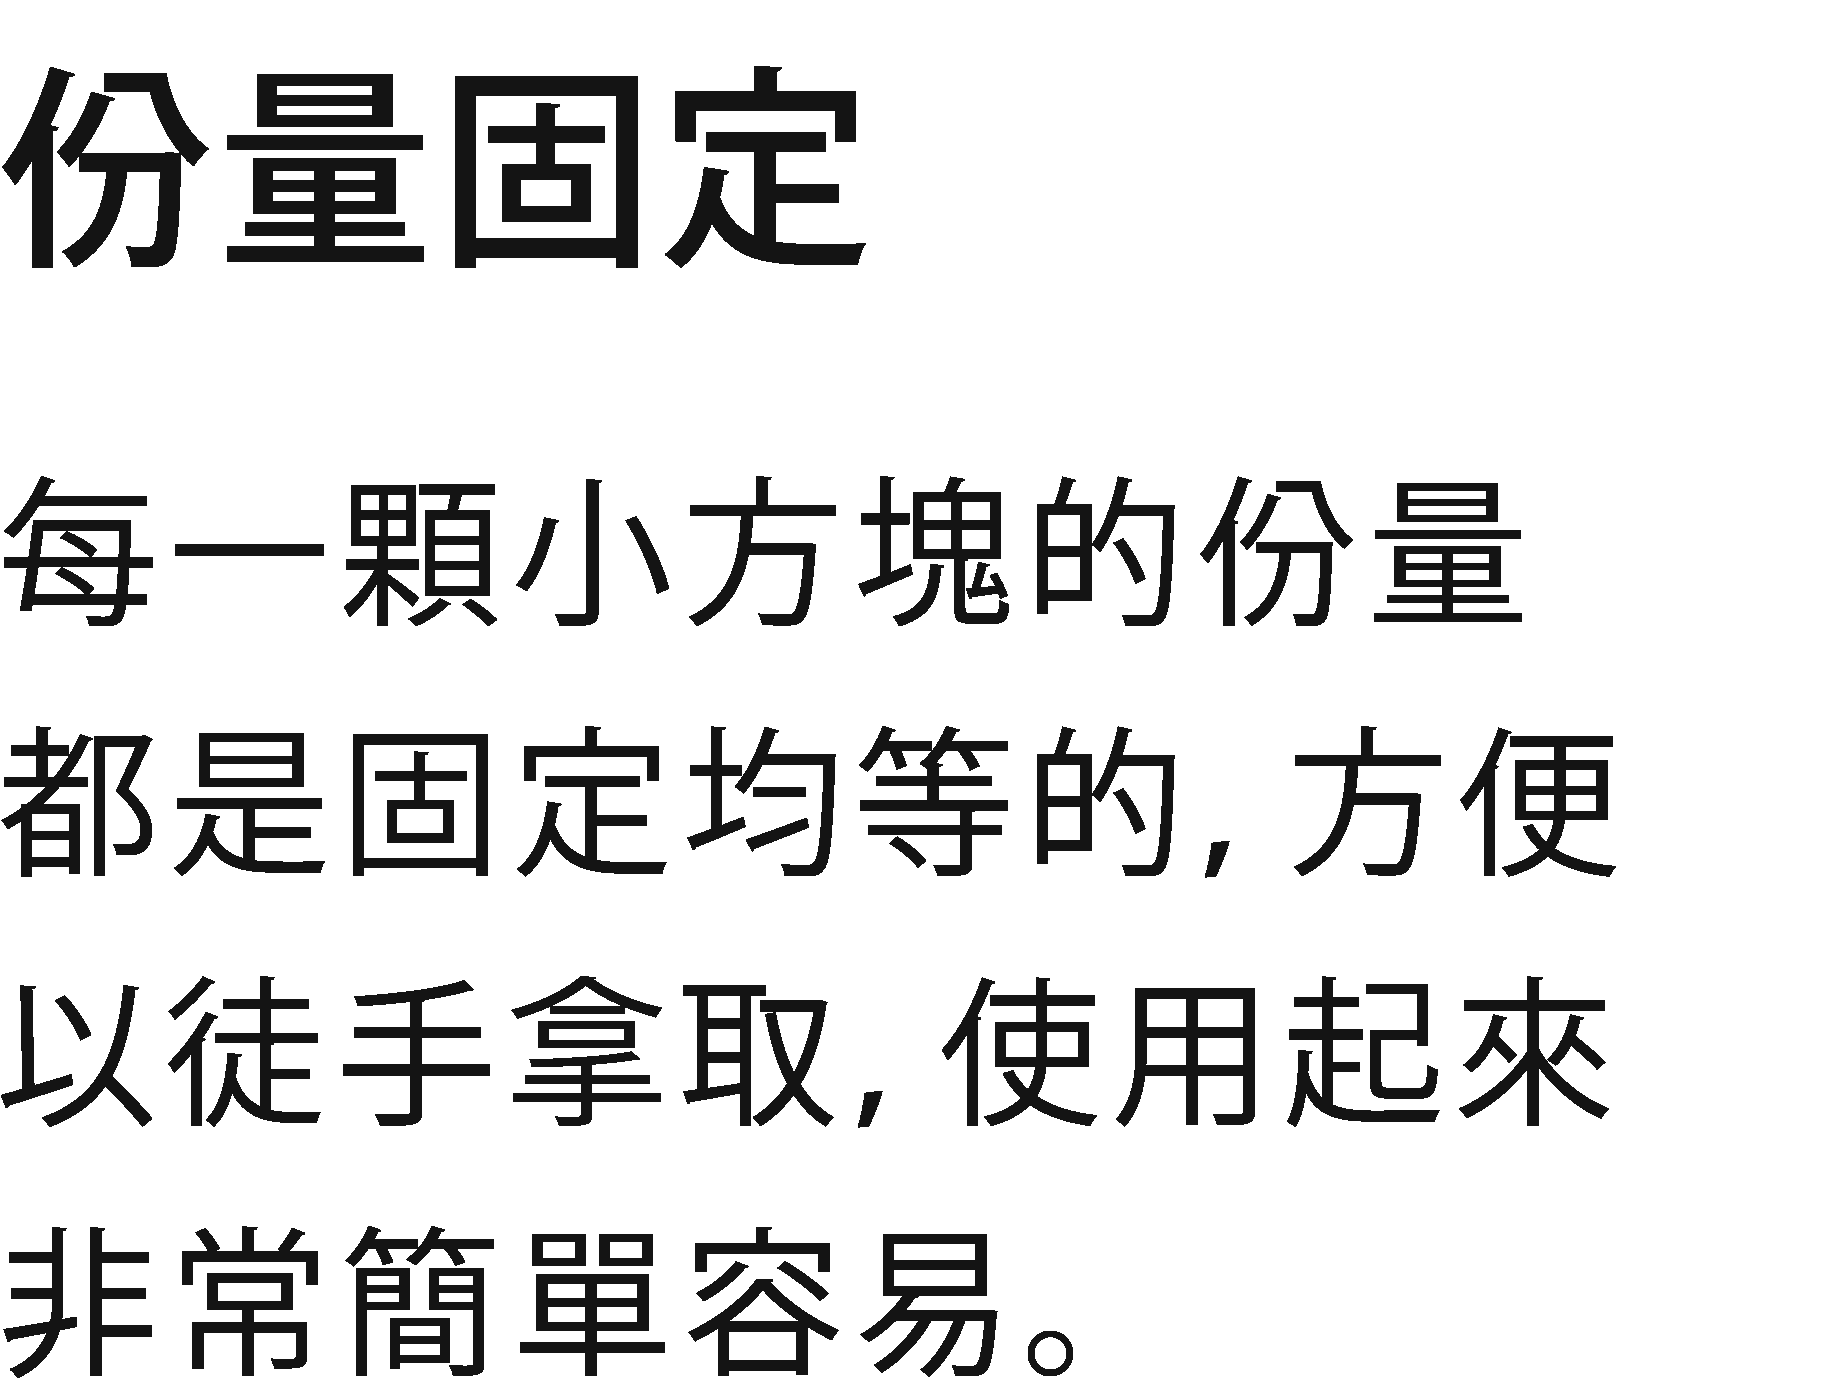 份量固定
每一顆小方塊的份量
都是固定均等的, 方便
以徒手拿取, 使用起來
非常簡單容易。